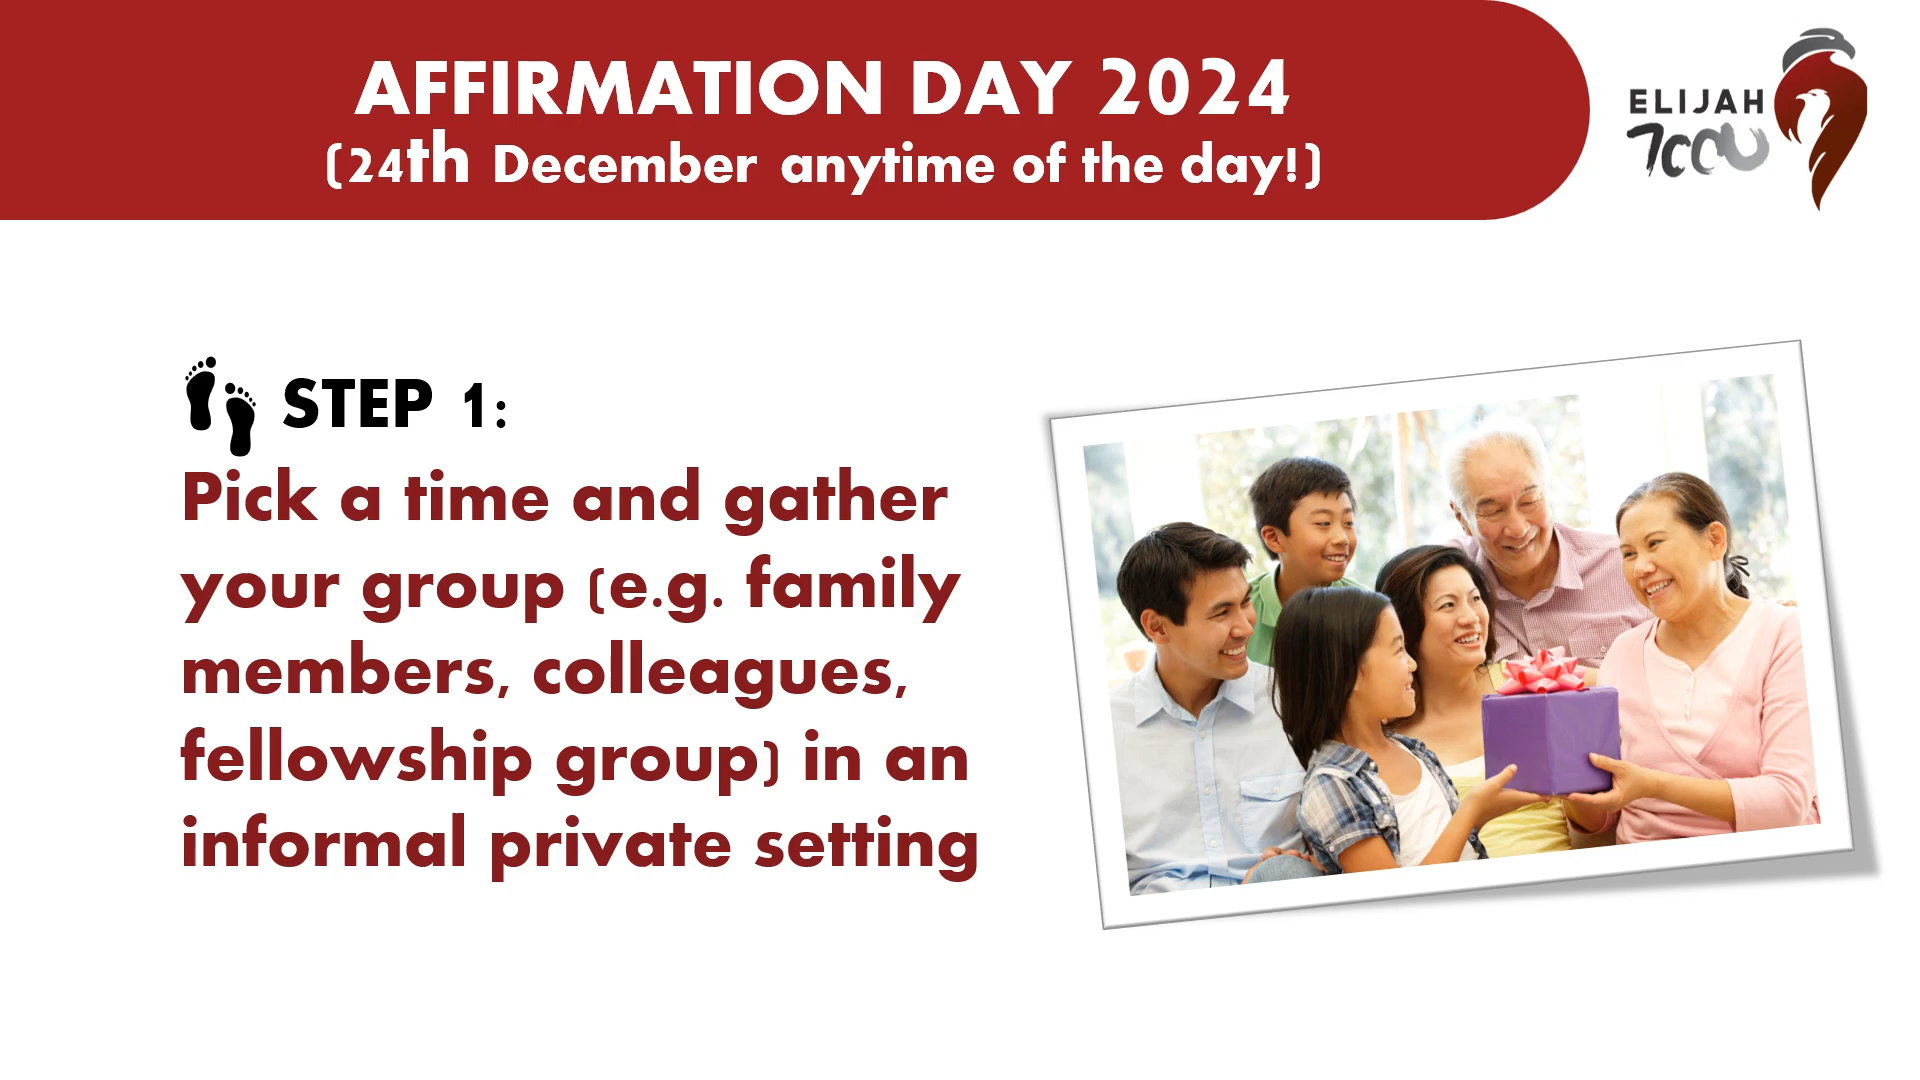 AFFIRMATION DAY 2024
(24th December anytime of the day!)
ELIJAH
7000
STEP 1:
Pick a time and gather
your group (e.g. family
members, colleagues,
fellowship group) in an
informal private setting